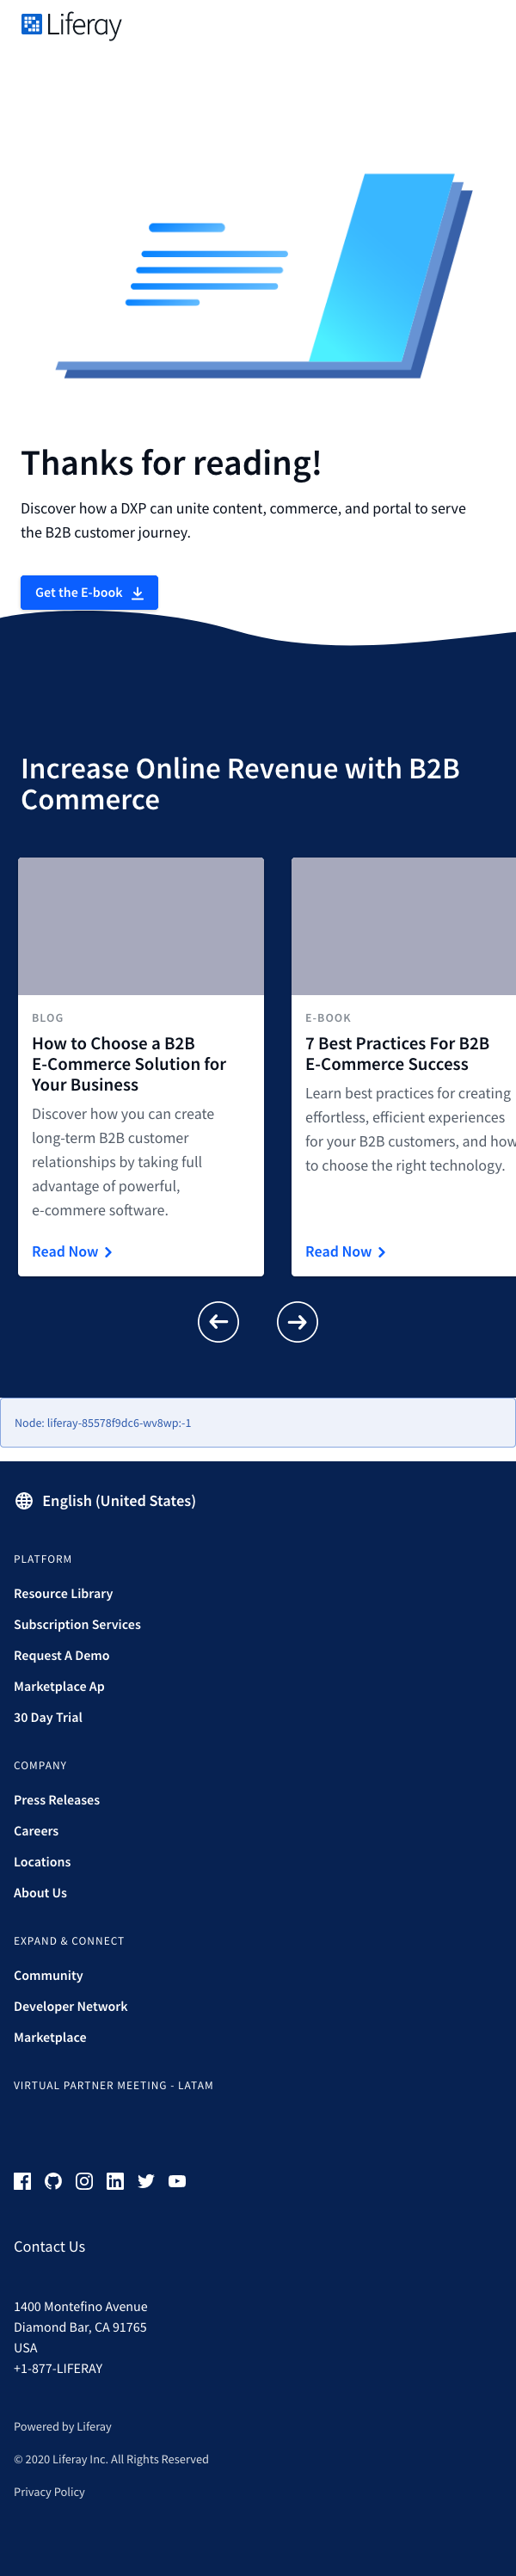 Liferay
Thanks for reading!
Discover how a DXP can unite content, commerce, and portal to serve
the B2B customer journey.
Get the E-book
Increase Online Revenue with B2B
Commerce
BLOG
How to Choose a B2B
E-Commerce Solution for
Your Business
Discover how you can create
long-term B2B customer
relationships by taking full
advantage of powerful,
e-commerce software.
Read Now
E-BOOK
7 Best Practices For B2B
E-Commerce Success
Learn best practices for creating
effortless, efficient experiences
for your B2B customers, and how
to choose the right technology.
Read Now
Node: liferay-85578f9dc6-wv8wp:-1
English (United States)
PLATFORM
Resource Library
Subscription Services
Request A Demo
Marketplace Ap
30 Day Trial
COMPANY
Press Releases
Careers
Locations
About Us
EXPAND & CONNECT
Community
Developer Network
Marketplace
VIRTUAL PARTNER MEETING - LATAM
Contact Us
1400 Montefino Avenue
Diamond Bar, CA 91765
USA
+1-877-LIFERAY
Powered by Liferay
© 2020 Liferay Inc. All Rights Reserved
Privacy Policy